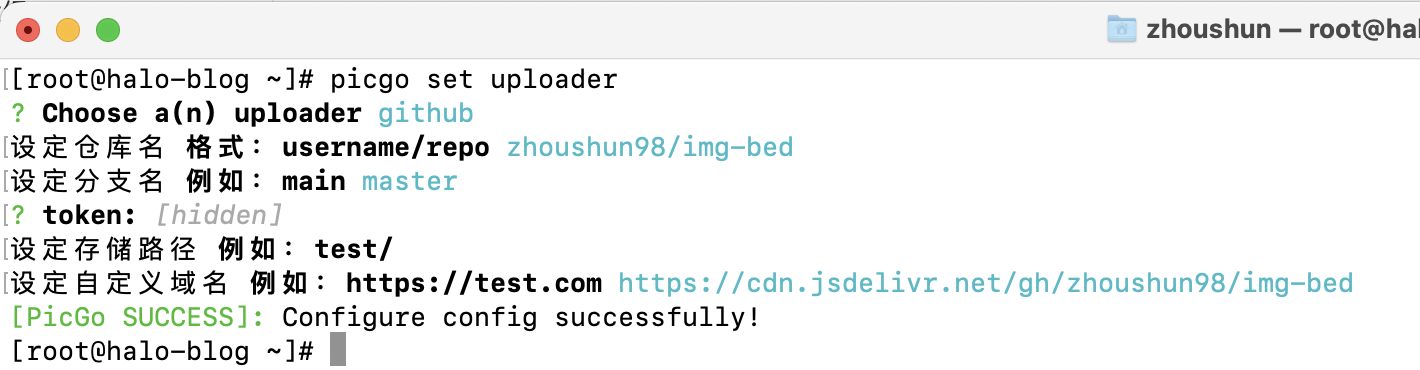 zhoushun — root@hal
[root@halo-blog ~]# picgo set uploader
? Choose a(n) uploader github
设定仓库名 格式：username/repo zhoushun98/img-bed
设定分支名 例如：main master
? token: [hidden]
设定存储路径 例如：test/
设定自定义域名 例如：https://test.com https://cdn.jsdelivr.net/gh/zhoushun98/img-bed
[PicGo SUCCESS]: Configure config successfully!
[root@halo-blog ~]#